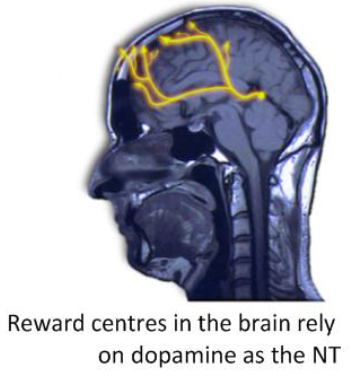 Reward centres in the brain rely
on dopamine as the NT